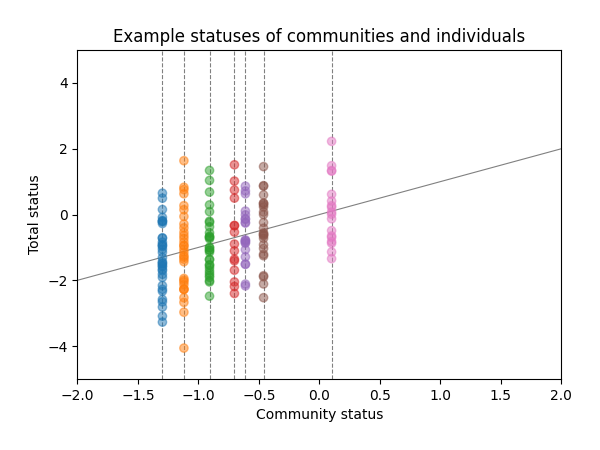 Example statuses of communities and individuals
Total status
4
2
0
−2
−4
−2.0 −1.5 −1.0 −0.5 0.0 0.5 1.0 1.5 2.0
Community status